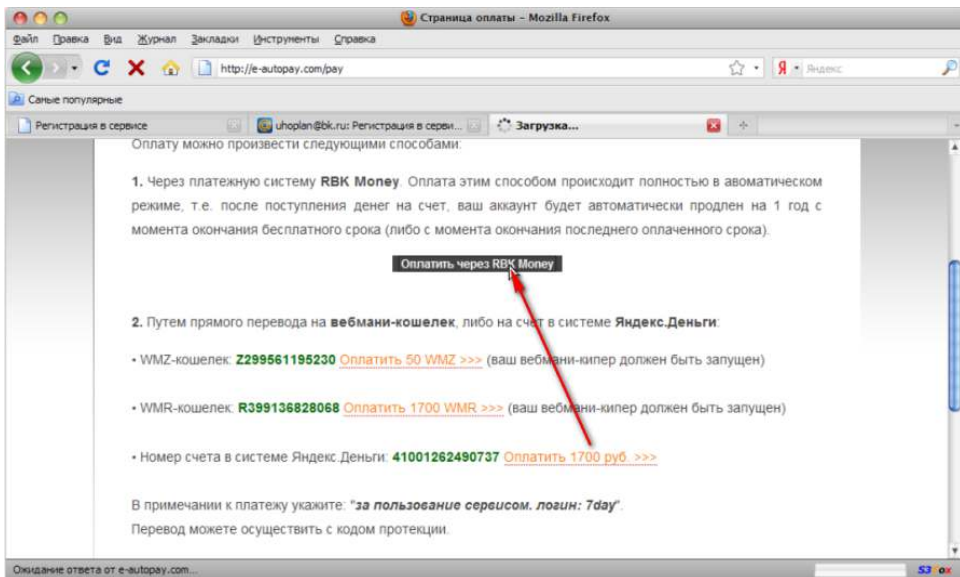 Страница оплаты – Mozilla Firefox
Файл Правка Вид Журнал Закладки Инструменты Справка
http://e-autopay.com/pay Я Яндекс
Самые популярные
Регистрация в сервисе uhoplan@bk.ru: Регистрация в серви... Загрузка...
Оплату можно произвести следующими способами:
1. Через платежную систему RBK Money. Оплата этим способом происходит полностью в авоматическом
режиме, т.е. после поступления денег на счет, ваш аккаунт будет автоматически продлен на 1 год с
момента окончания бесплатного срока (либо с момента окончания последнего оплаченного срока).
Оплатить через RBK Money
2. Путем прямого перевода на вебмани-кошелек, либо на счет в системе Яндекс.Деньги:
• WMZ-кошелек: Z299561195230 Оплатить 50 WMZ >>> (ваш вебмани-кипер должен быть запущен)
• WMR-кошелек: R399136828068 Оплатить 1700 WMR >>> (ваш вебмани-кипер должен быть запущен)
• Номер счета в системе Яндекс.Деньги: 41001262490737 Оплатить 1700 руб. >>>
В примечании к платежу укажите: "за пользование сервисом. логин: 7day".
Перевод можете осуществить с кодом протекции.
Ожидание ответа от e-autopay.com... S3Fox